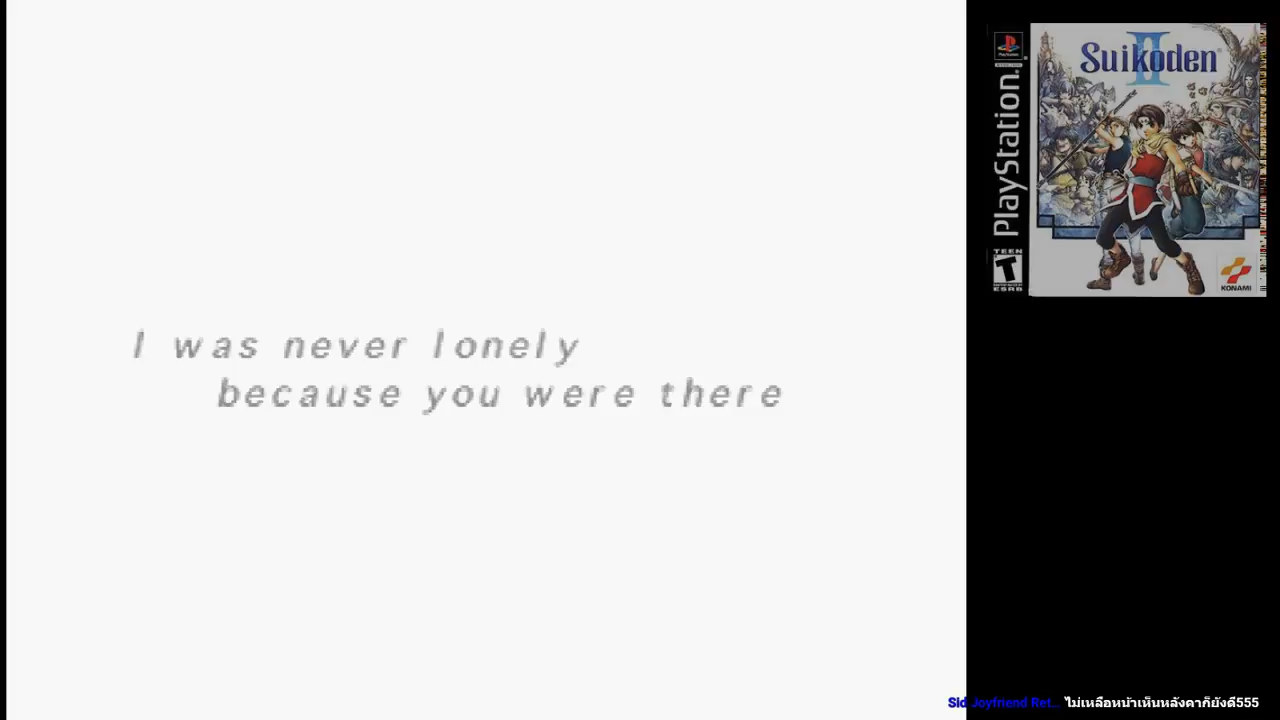 I was never lonely
because you were there
PlayStation
Suikoden II
TEEN
T
ESRB
KONAMI
Sid Joyfriend Ret... ไม่เหลือหน้าเห็นหลังคาก็ยังดี555